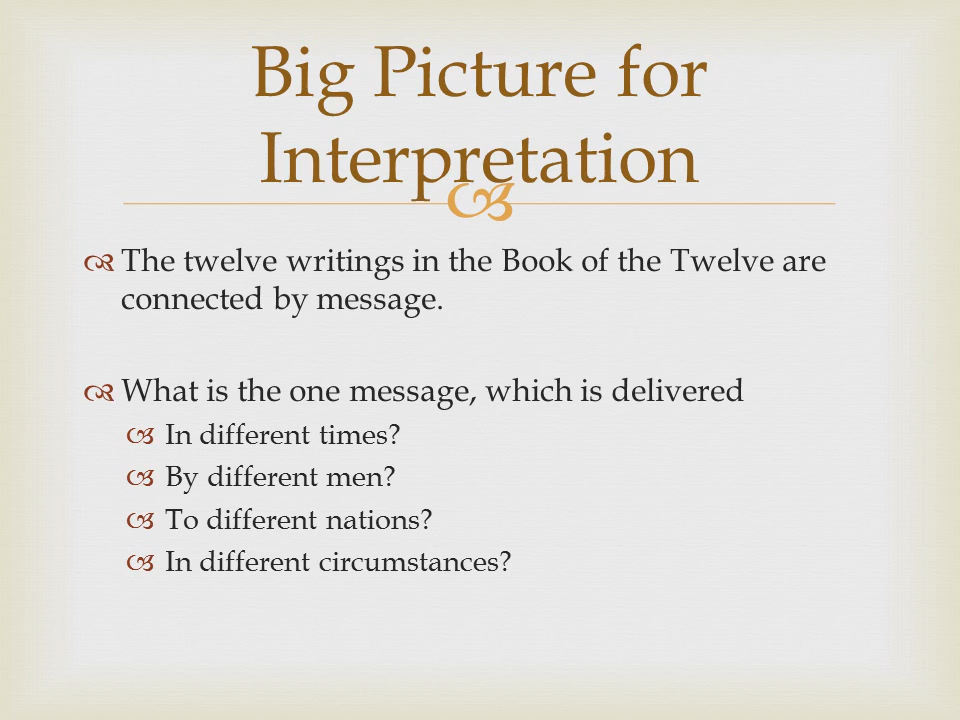 Big Picture for
Interpretation
The twelve writings in the Book of the Twelve are
connected by message.
What is the one message, which is delivered
In different times?
By different men?
To different nations?
In different circumstances?